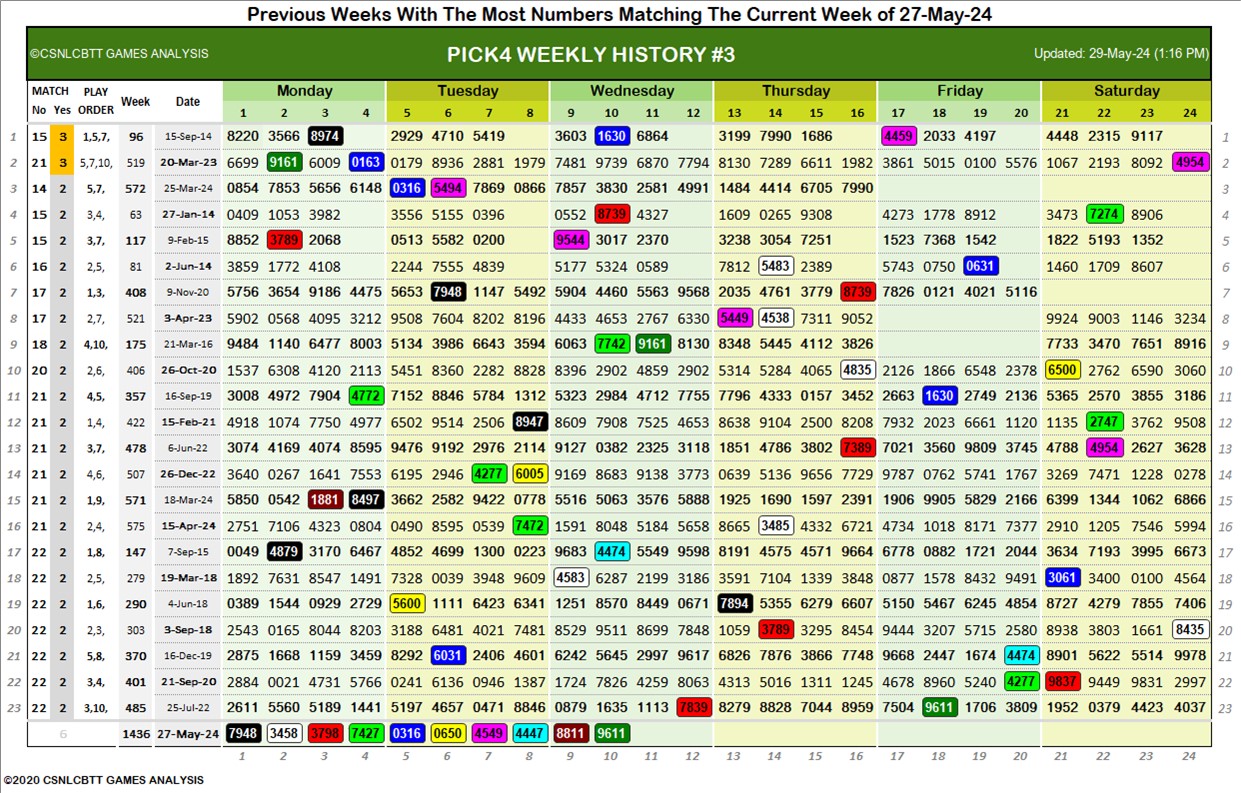 Previous Weeks With The Most Numbers Matching The Current Week of 27-May-24
©CSNLCBTT GAMES ANALYSIS PICK4 WEEKLY HISTORY #3 Updated: 29-May-24 (1:16 PM)
MATCH PLAY Week Date Monday Tuesday Wednesday Thursday Friday Saturday
No Yes ORDER 1 2 3 4 5 6 7 8 9 10 11 12 13 14 15 16 17 18 19 20 21 22 23 24
1 15 3 1,5,7, 96 15-Sep-14 8220 3566 8974 2929 4710 5419 3603 1630 6864 3199 7990 1686 4459 2033 4197 4448 2315 9117 1
2 21 3 5,7,10, 519 20-Mar-23 6699 9161 6009 0163 0179 8936 2881 1979 7481 9739 6870 7794 8130 7289 6611 1982 3861 5015 0100 5576 1067 2193 8092 4954 2
3 14 2 5,7, 572 25-Mar-24 0854 7853 5656 6148 0316 5494 7869 0866 7857 3830 2581 4991 1484 4414 6705 7990 3
4 15 2 3,4, 63 27-Jan-14 0409 1053 3982 3556 5155 0396 0552 8739 4327 1609 0265 9308 4273 1778 8912 3473 7274 8906 4
5 15 2 3,7, 117 9-Feb-15 8852 3789 2068 0513 5582 0200 9544 3017 2370 3238 3054 7251 1523 7368 1542 1822 5193 1352 5
6 16 2 2,5, 81 2-Jun-14 3859 1772 4108 2244 7555 4839 5177 5324 0589 7812 5483 2389 5743 0750 0631 1460 1709 8607 6
7 17 2 1,3, 408 9-Nov-20 5756 3654 9186 4475 5653 7948 1147 5492 5904 4460 5563 9568 2035 4761 3779 8739 7826 0121 4021 5116 7
8 17 2 2,7, 521 3-Apr-23 5902 0568 4095 3212 9508 7604 8202 8196 4433 4653 2767 6330 5449 4538 7311 9052 9924 9003 1146 3234 8
9 18 2 4,10, 175 21-Mar-16 9484 1140 6477 8003 5134 3986 6643 3594 6063 7742 9161 8130 8348 5445 4112 3826 7733 3470 7651 8916 9
10 20 2 2,6, 406 26-Oct-20 1537 6308 4120 2113 5451 8360 2282 8828 8396 2902 4859 2902 5314 5284 4065 4835 2126 1866 6548 2378 6500 2762 6590 3060 10
11 21 2 4,5, 357 16-Sep-19 3008 4972 7904 4772 7152 8846 5784 1312 5323 2984 4712 7755 7796 4333 0157 3452 2663 1630 2749 2136 5365 2570 3855 3186 11
12 21 2 1,4, 422 15-Feb-21 4918 1074 7750 4977 7166 9514 2506 8947 8609 7908 7525 4653 8638 9104 2500 8208 7932 2023 6661 1120 1135 2747 3762 9508 12
13 21 2 3,7, 478 6-Jun-22 3074 4169 4074 8595 9456 9192 2976 2114 9127 0382 2325 3118 1851 4786 3802 7389 7021 3560 9809 3745 4788 4954 2627 3628 13
14 21 2 4,6, 507 26-Dec-22 3640 0267 1641 7553 5195 2946 4277 6005 9169 8683 9138 3773 0639 5136 9656 7729 9787 0762 5741 1767 3269 7471 1228 0278 14
15 21 2 1,9, 571 18-Mar-24 5850 0542 1881 8497 3662 2582 9422 0778 5516 5063 3576 5888 1925 1690 1597 2391 1906 9905 5829 2166 6399 1344 1062 6866 15
16 21 2 2,4, 575 15-Apr-24 2751 7106 4323 0804 0490 8595 0539 7472 1591 8048 5184 5658 8665 3485 4332 6721 4734 1018 8171 7377 2910 1205 7546 5994 16
17 22 2 1,8, 147 7-Sep-15 0049 4879 3170 6467 4852 4699 1300 0223 9683 4474 5549 9598 8191 4575 4571 9664 6778 0882 1721 2044 3634 7193 3995 6673 17
18 22 2 2,5, 279 19-Mar-18 1892 7631 8547 1491 7328 0039 3948 9609 4583 6287 2199 3186 3591 7104 1339 3848 0877 1578 8432 9491 3061 3400 0100 4564 18
19 22 2 1,6, 290 4-Jun-18 0389 1544 0929 2729 5600 1111 6423 6341 1251 8570 8449 0671 7894 5355 6279 6607 5150 5467 6245 4854 8727 4279 7855 7406 19
20 22 2 2,3, 303 3-Sep-18 2543 0165 8044 8203 3188 6481 4021 7481 8529 9511 8699 7848 1059 3789 3295 8454 9444 3207 5715 2580 8938 3803 1661 8435 20
21 22 2 5,8, 370 16-Dec-19 2875 1668 1159 3459 8292 6031 2406 4601 6242 5645 2997 9617 6826 7876 3866 7748 9668 2447 1674 4474 8901 5622 5514 9978 21
22 22 2 3,4, 401 21-Sep-20 2884 0021 4731 5766 0241 6136 0946 1387 1724 7826 4259 8063 4313 5016 1311 1245 4678 8960 5240 4277 9837 9449 9831 2997 22
23 22 2 3,10, 485 25-Jul-22 2611 5560 5189 1441 5197 4657 0471 8846 0879 1635 1113 7839 8279 8828 7044 8959 7504 9611 1706 3809 1952 0379 4423 4037 23
6 1436 27-May-24 7948 3458 3798 7427 0316 0650 4549 4447 8811 9611
1 2 3 4 5 6 7 8 9 10 11 12 13 14 15 16 17 18 19 20 21 22 23 24
©2020 CSNLCBTT GAMES ANALYSIS